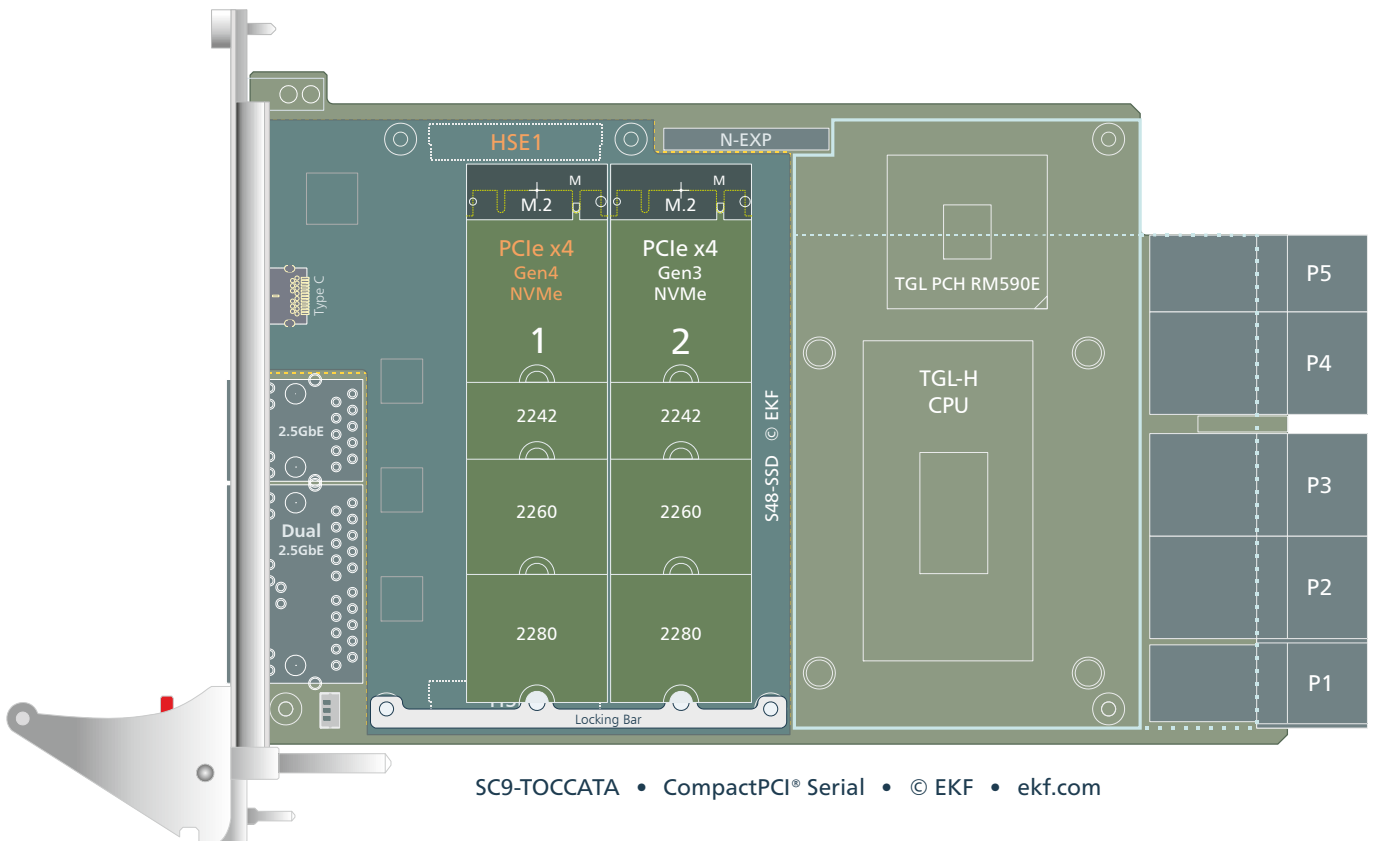 HSE1
N-EXP
M
M.2
M
M.2
PCIe x4
Gen4
NVMe
1
PCIe x4
Gen3
NVMe
2
Type C
TGL PCH RM590E
P5
P4
TGL-H
CPU
2242
2242
2.5GbE
S48-SSD © EKF
P3
2260
2260
Dual
2.5GbE
P2
2280
2280
P1
Locking Bar
SC9-TOCCATA • CompactPCI® Serial • © EKF • ekf.com